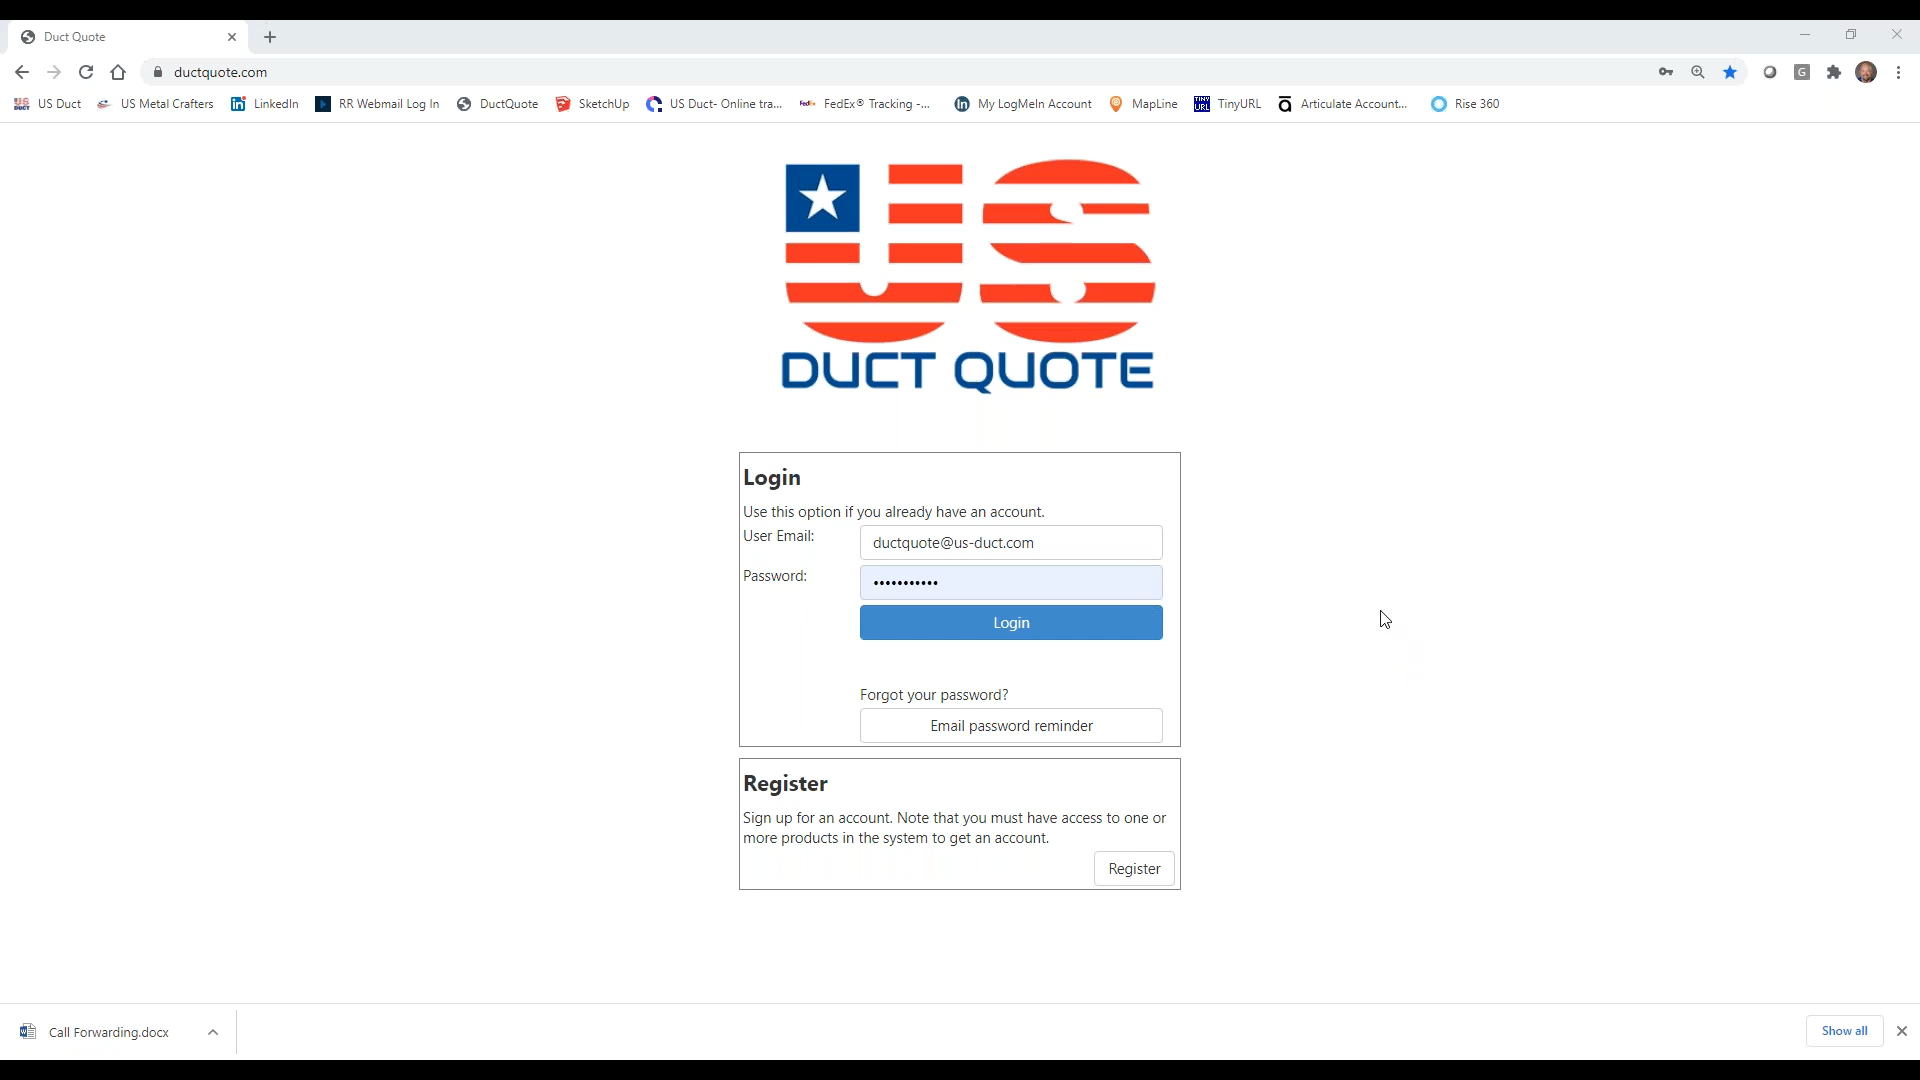 Duct Quote
ductquote.com
US Duct
US Metal Crafters
LinkedIn
RR Webmail Log In
DuctQuote
SketchUp
US Duct- Online tra...
FedEx® Tracking -...
My LogMeIn Account
MapLine
TinyURL
Articulate Account...
Rise 360
US
DUCT QUOTE
Login
Use this option if you already have an account.
User Email:
ductquote@us-duct.com
Password:
•••••••••••
Login
Forgot your password?
Email password reminder
Register
Sign up for an account. Note that you must have access to one or
more products in the system to get an account.
Register
Call Forwarding.docx
Show all